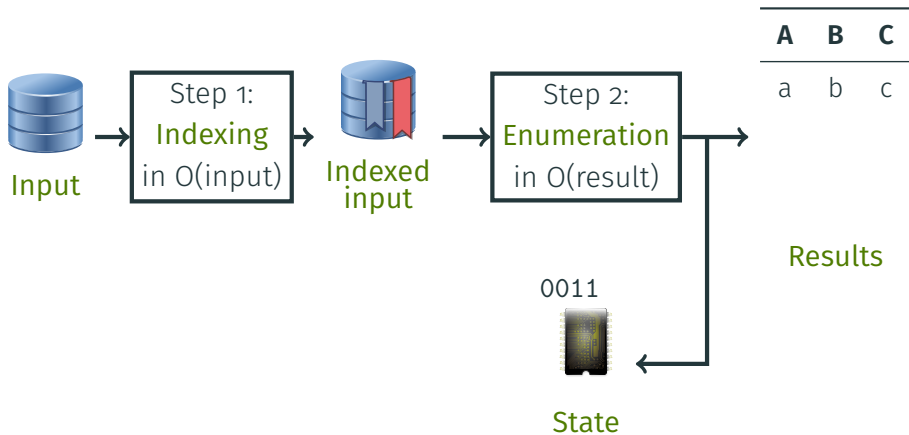 A B C
a b c
Step 1:
Indexing
in O(input)
Step 2:
Enumeration
in O(result)
Input
Indexed
input
Results
0011
State